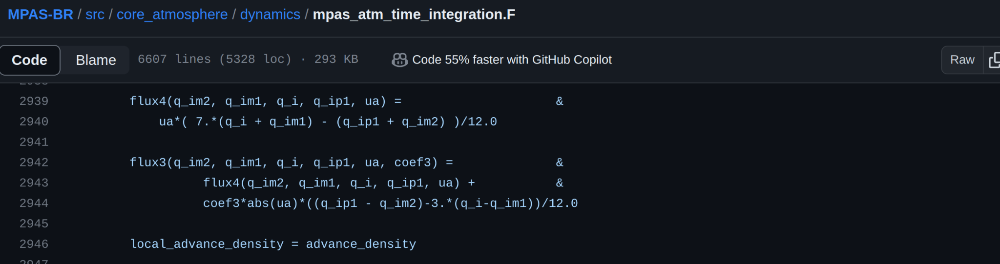 MPAS-BR / src / core_atmosphere / dynamics / mpas_atm_time_integration.F
Code Blame 6607 lines (5328 loc) · 293 KB Code 55% faster with GitHub Copilot Raw
2939 flux4(q_im2, q_im1, q_i, q_ip1, ua) = &
2940 ua*( 7.*(q_i + q_im1) - (q_ip1 + q_im2) )/12.0
2941
2942 flux3(q_im2, q_im1, q_i, q_ip1, ua, coef3) = &
2943 flux4(q_im2, q_im1, q_i, q_ip1, ua) + &
2944 coef3*abs(ua)*((q_ip1 - q_im2)-3.*(q_i-q_im1))/12.0
2945
2946 local_advance_density = advance_density
2947